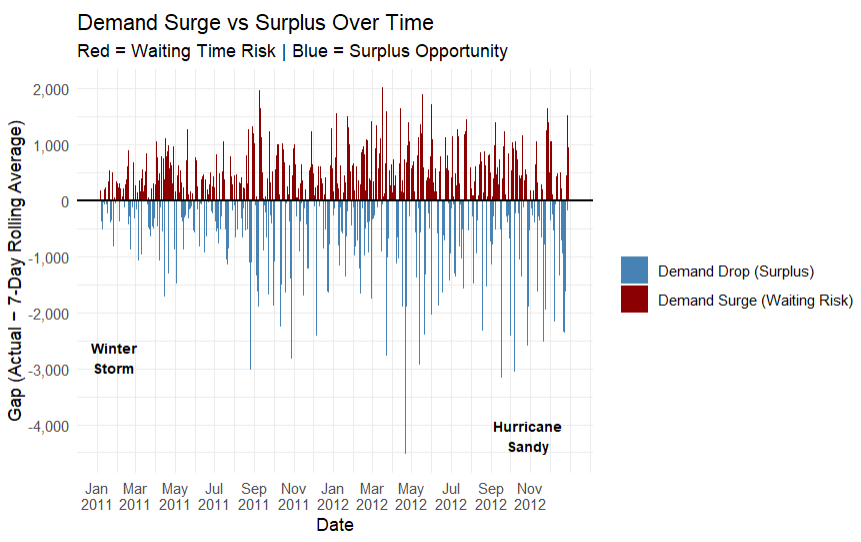 Demand Surge vs Surplus Over Time
Red = Waiting Time Risk | Blue = Surplus Opportunity
Gap (Actual − 7-Day Rolling Average)
2,000
1,000
0
-1,000
-2,000
-3,000
-4,000
Winter
Storm
Hurricane
Sandy
Demand Drop (Surplus)
Demand Surge (Waiting Risk)
Jan Mar May Jul Sep Nov Jan Mar May Jul Sep Nov
2011 2011 2011 2011 2011 2011 2012 2012 2012 2012 2012 2012
Date